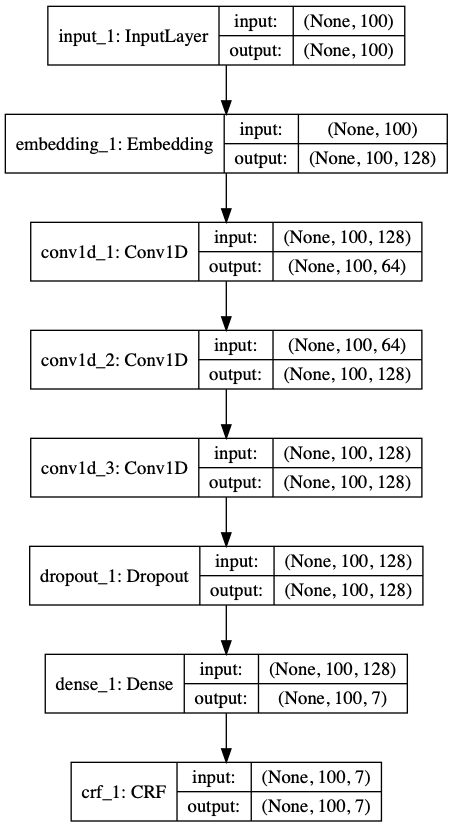 input_1: InputLayer
input: (None, 100)
output: (None, 100)
embedding_1: Embedding
input: (None, 100)
output: (None, 100, 128)
conv1d_1: Conv1D
input: (None, 100, 128)
output: (None, 100, 64)
conv1d_2: Conv1D
input: (None, 100, 64)
output: (None, 100, 128)
conv1d_3: Conv1D
input: (None, 100, 128)
output: (None, 100, 128)
dropout_1: Dropout
input: (None, 100, 128)
output: (None, 100, 128)
dense_1: Dense
input: (None, 100, 128)
output: (None, 100, 7)
crf_1: CRF
input: (None, 100, 7)
output: (None, 100, 7)